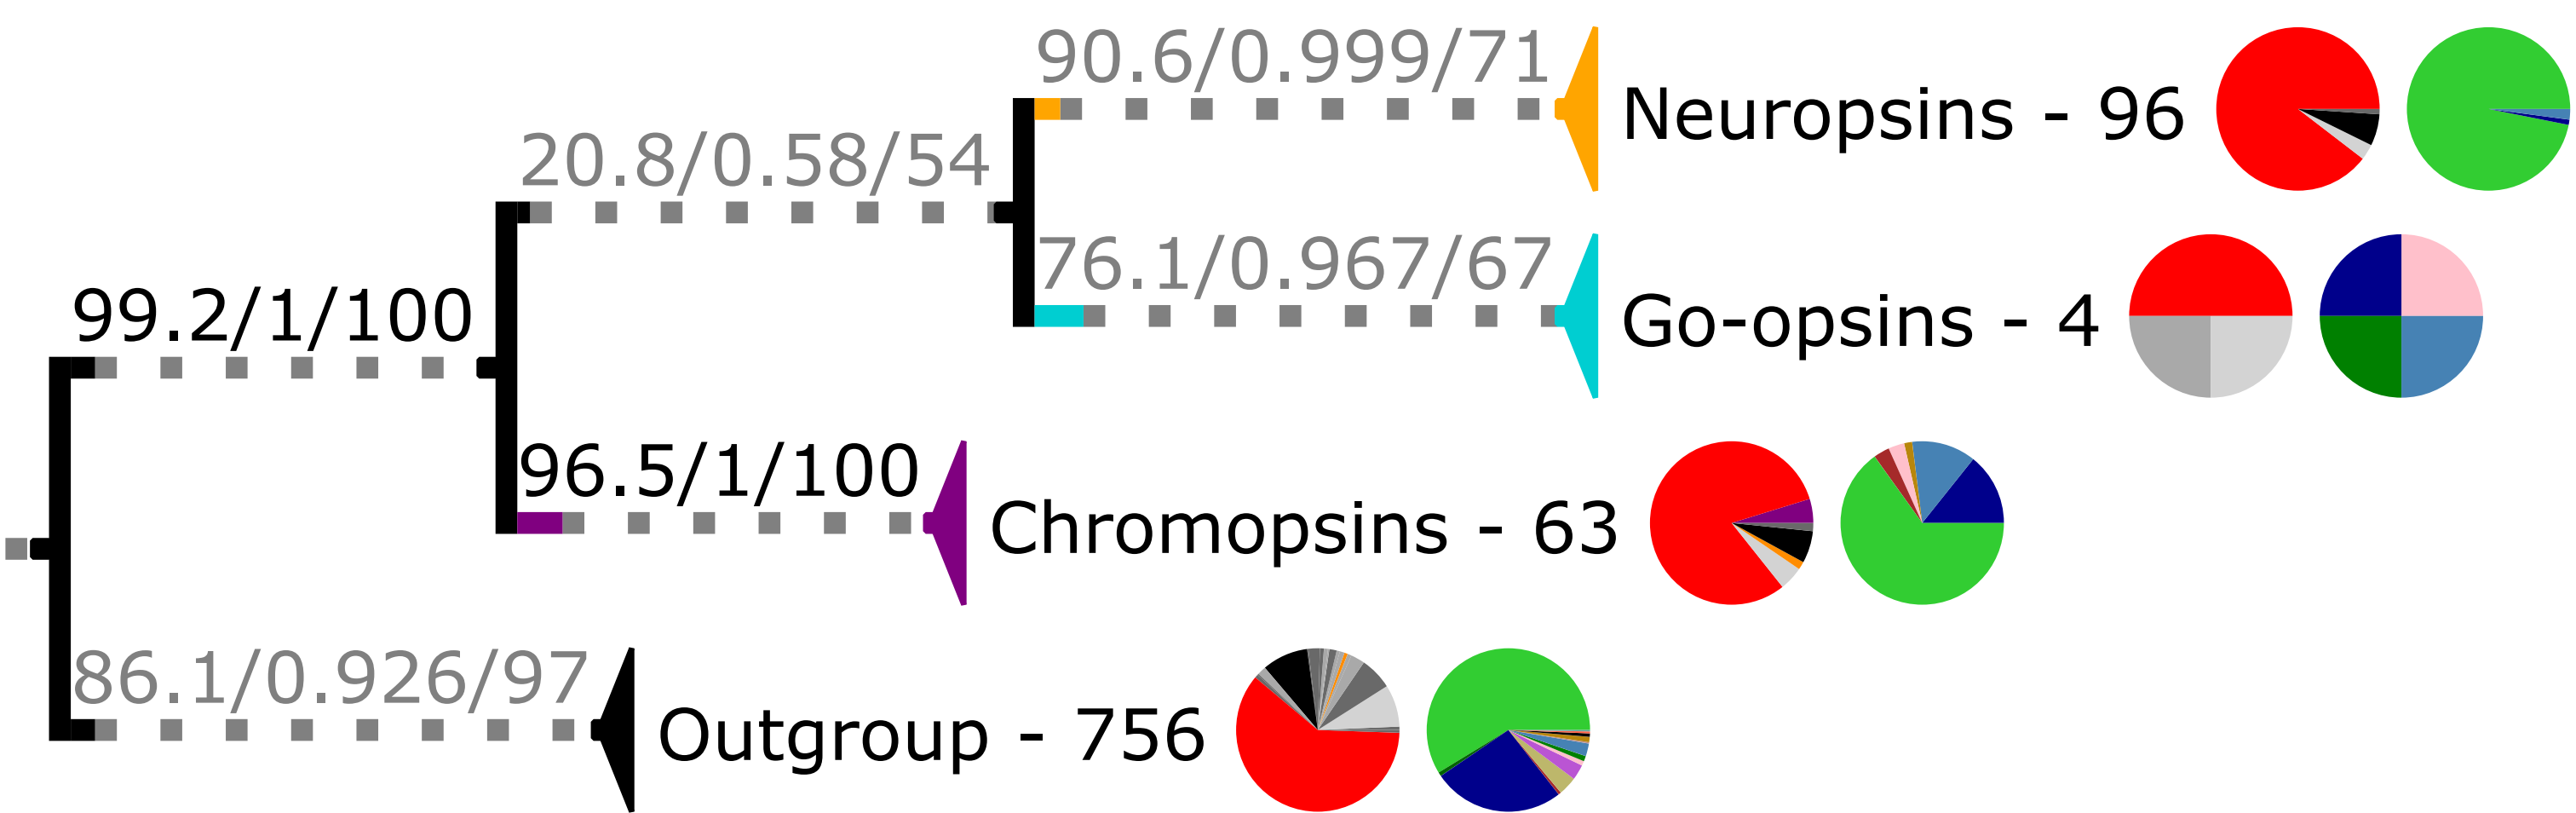 90.6/0.999/71
Neuropsins - 96
20.8/0.58/54
76.1/0.967/67
Go-opsins - 4
99.2/1/100
96.5/1/100
Chromopsins - 63
86.1/0.926/97
Outgroup - 756